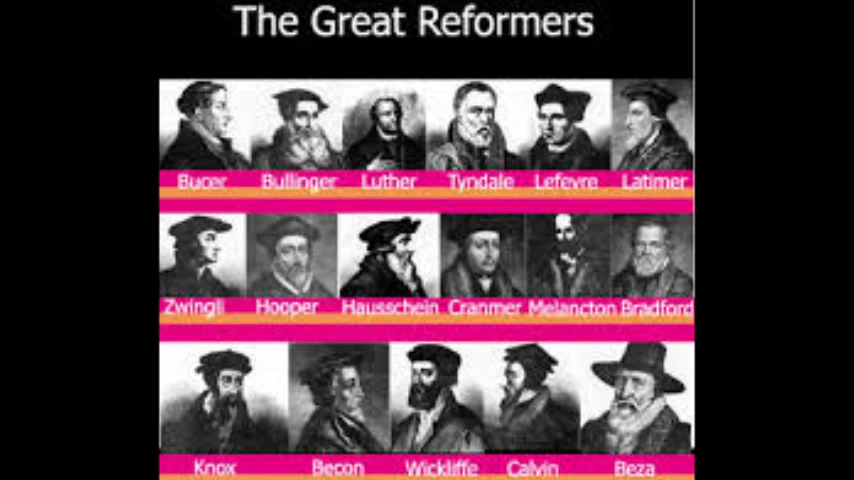 The Great Reformers
Bucer Bullinger Luther Tyndale Lefevre Latimer
Zwingli Hooper Hausschein Cranmer Melancton Bradford
Knox Becon Wickliffe Calvin Beza